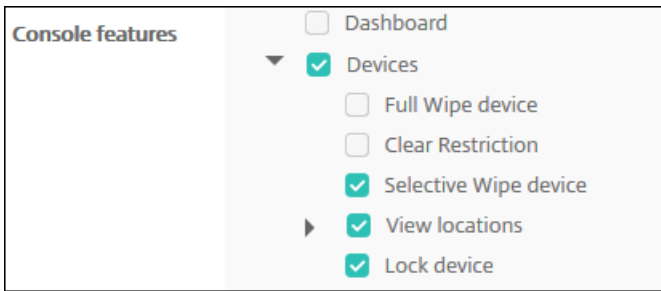 Console features
Dashboard
Devices
Full Wipe device
Clear Restriction
Selective Wipe device
View locations
Lock device